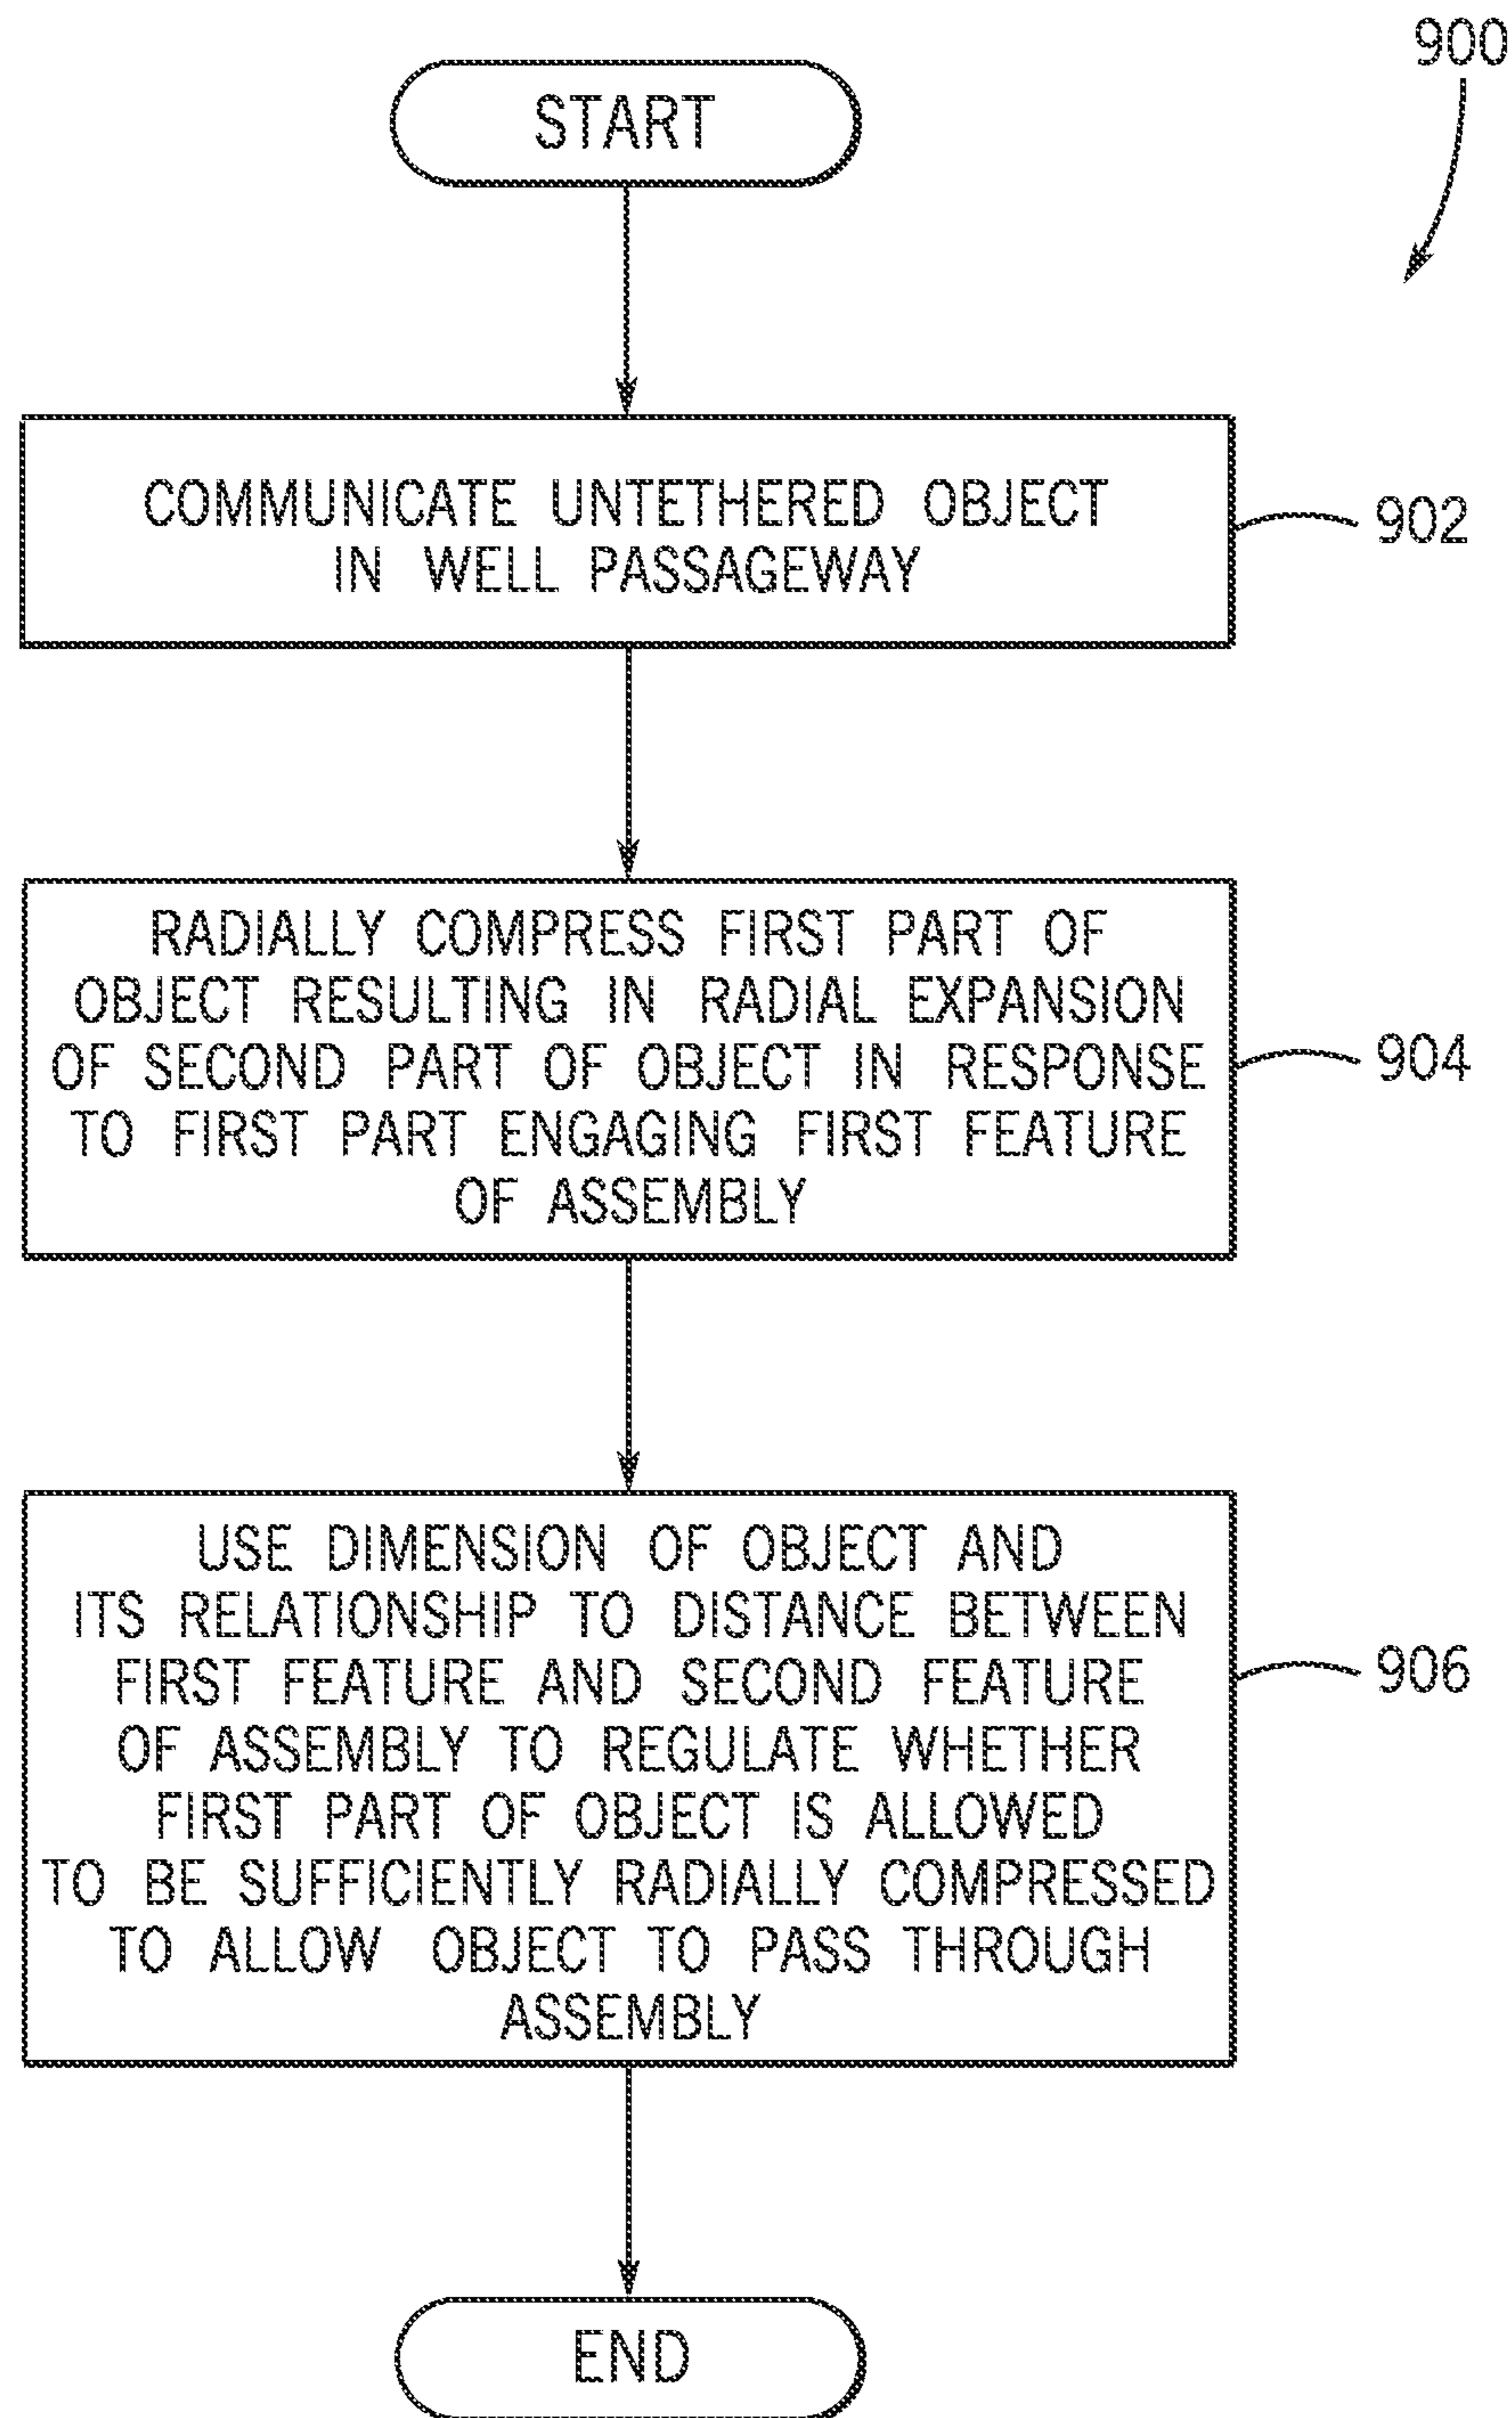 900
START
COMMUNICATE UNTETHERED OBJECT
IN WELL PASSAGEWAY
902
RADIALLY COMPRESS FIRST PART OF
OBJECT RESULTING IN RADIAL EXPANSION
OF SECOND PART OF OBJECT IN RESPONSE
TO FIRST PART ENGAGING FIRST FEATURE
OF ASSEMBLY
904
USE DIMENSION OF OBJECT AND
ITS RELATIONSHIP TO DISTANCE BETWEEN
FIRST FEATURE AND SECOND FEATURE
OF ASSEMBLY TO REGULATE WHETHER
FIRST PART OF OBJECT IS ALLOWED
TO BE SUFFICIENTLY RADIALLY COMPRESSED
TO ALLOW OBJECT TO PASS THROUGH
ASSEMBLY
906
END